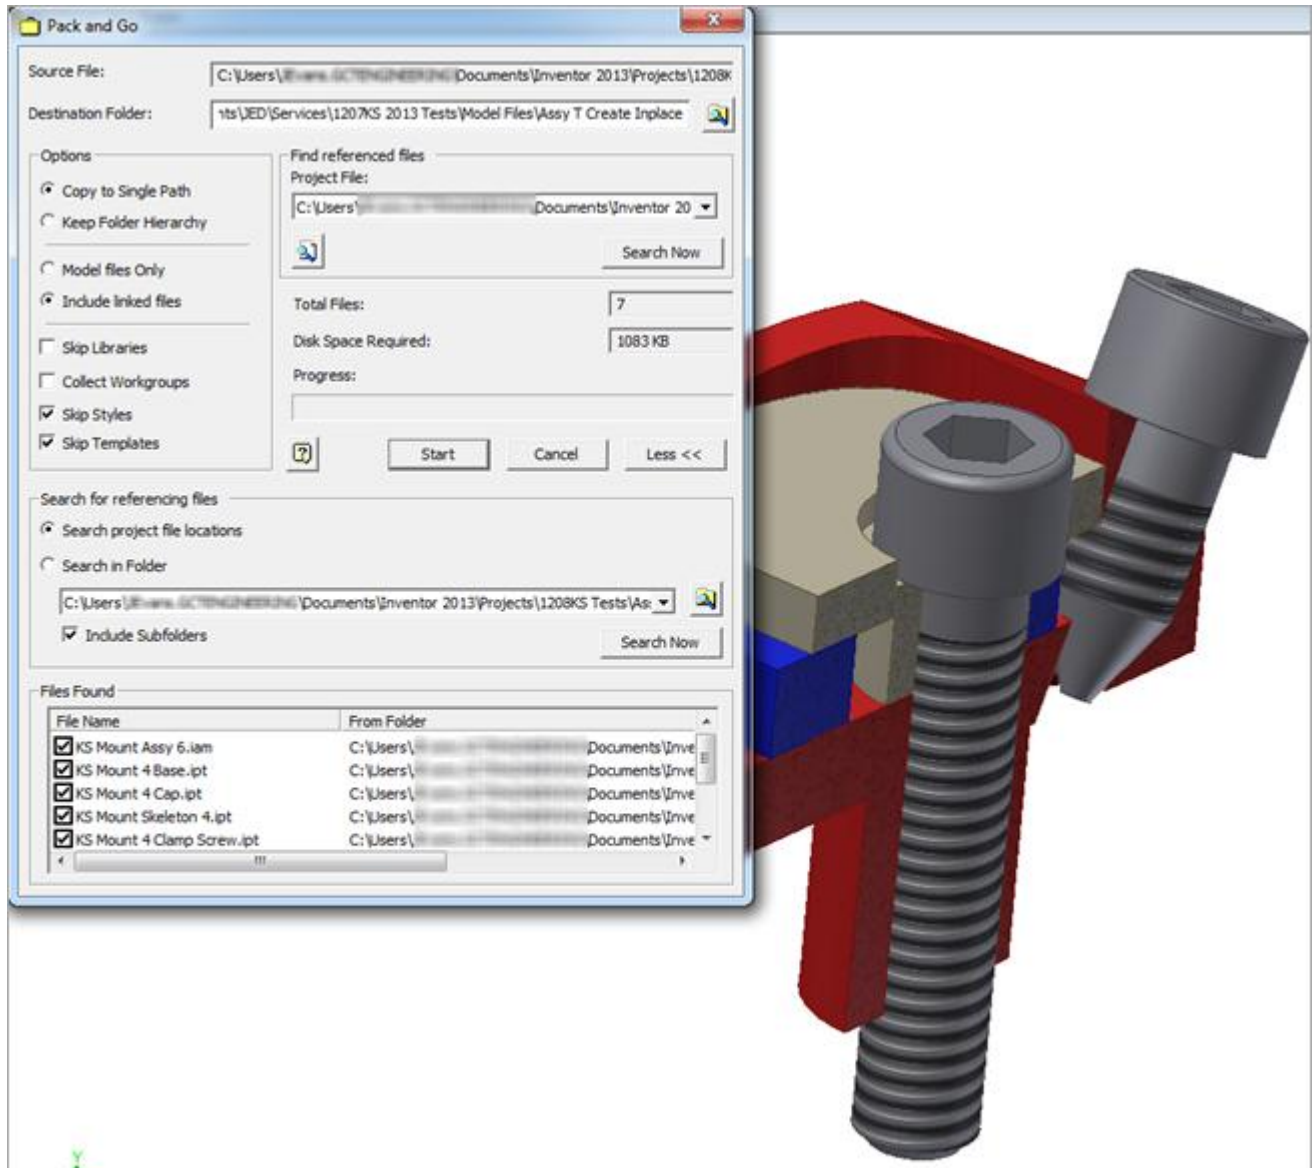 Pack and Go
Source File:
C:\Users\ Documents\Inventor 2013\Projects\1208K
Destination Folder:
nts\JED\Services\1207KS 2013 Tests\Model Files\Assy T Create Inplace
Options
Copy to Single Path
Keep Folder Hierarchy
Model files Only
Include linked files
Skip Libraries
Collect Workgroups
Skip Styles
Skip Templates
Find referenced files
Project File:
C:\Users\ Documents\Inventor 20
Search Now
Total Files: 7
Disk Space Required: 1083 KB
Progress:
Start Cancel Less <<
Search for referencing files
Search project file locations
Search in Folder
C:\Users\ \Documents\Inventor 2013\Projects\1208KS Tests\As
Include Subfolders
Search Now
Files Found
File Name From Folder
KS Mount Assy 6.iam C:\Users\ Documents\Inve
KS Mount 4 Base.ipt C:\Users\ Documents\Inve
KS Mount 4 Cap.ipt C:\Users\ Documents\Inve
KS Mount Skeleton 4.ipt C:\Users\ Documents\Inve
KS Mount 4 Clamp Screw.ipt C:\Users\ Documents\Inve
Y